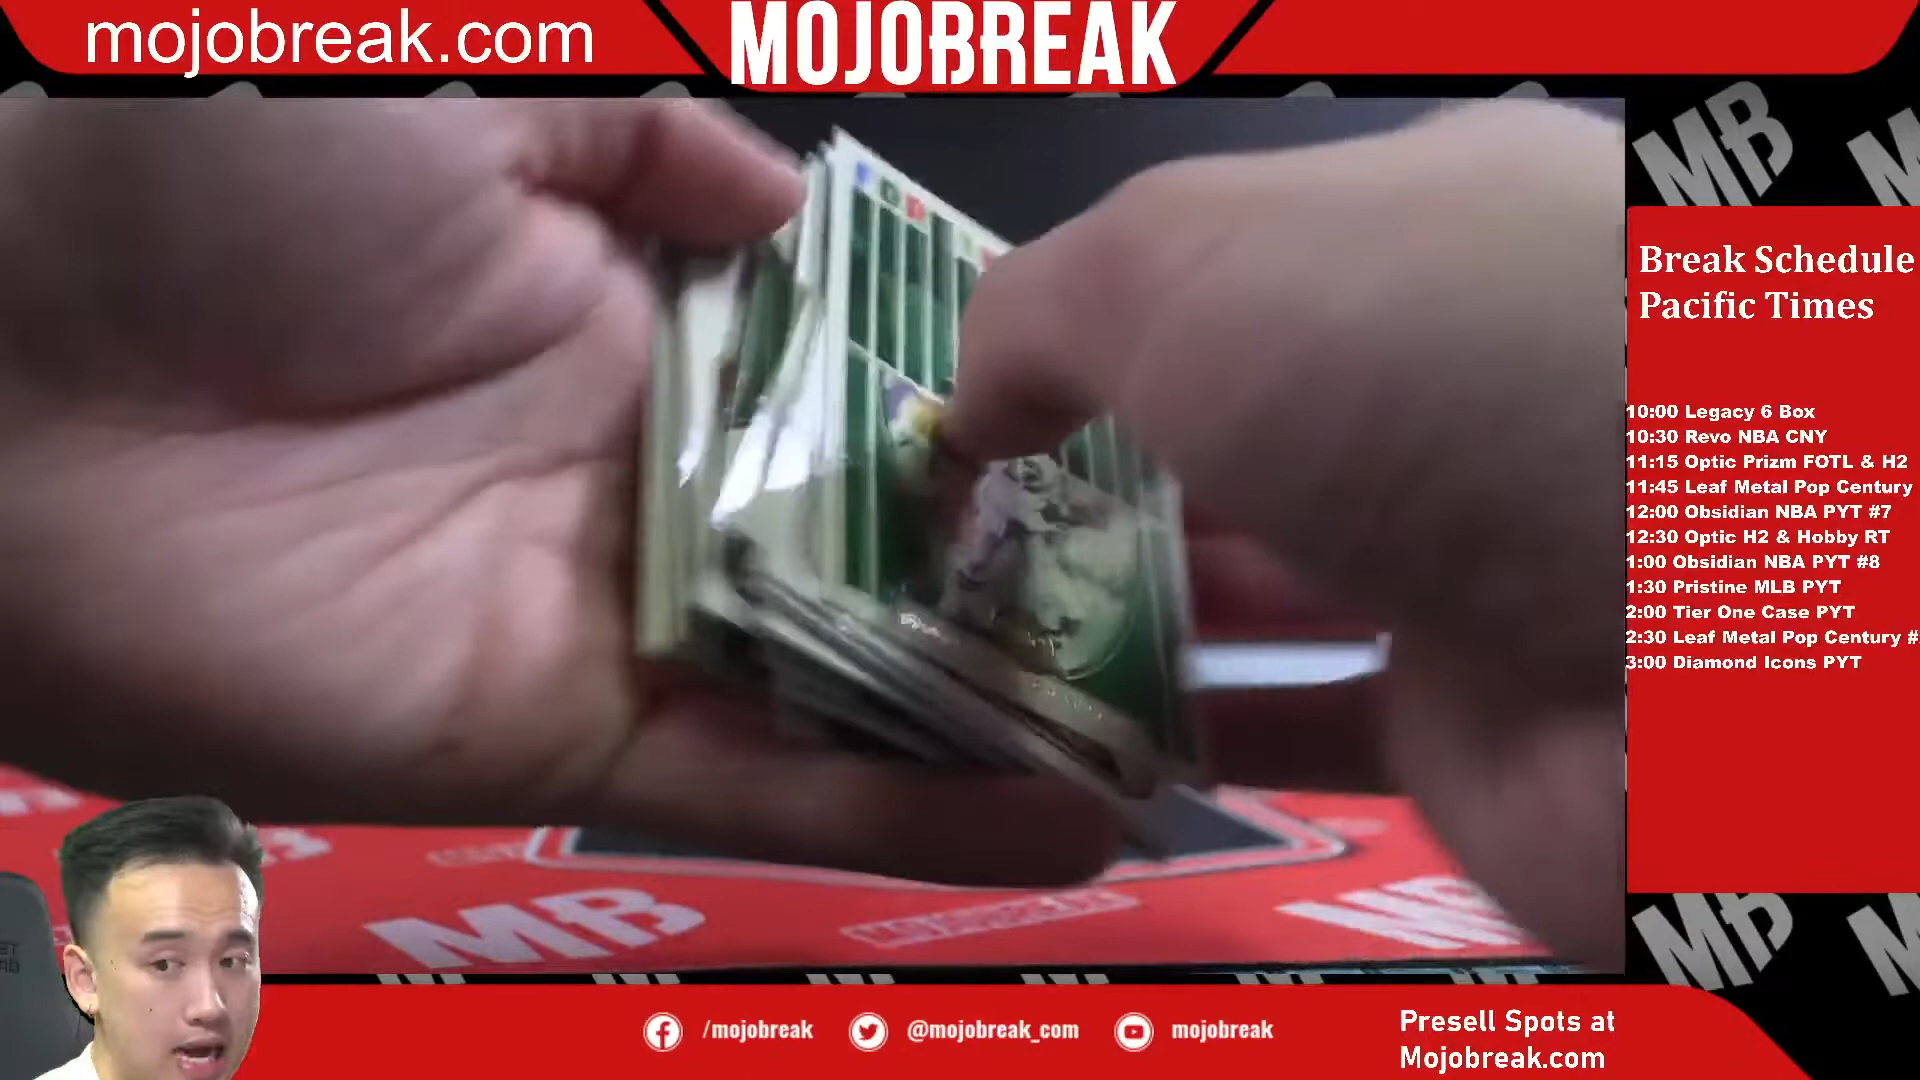 mojobreak.com
MOJOBREAK
MB
Break Schedule
Pacific Times
10:00 Legacy 6 Box
10:30 Revo NBA CNY
11:15 Optic Prizm FOTL & H2
11:45 Leaf Metal Pop Century
12:00 Obsidian NBA PYT #7
12:30 Optic H2 & Hobby RT
1:00 Obsidian NBA PYT #8
1:30 Pristine MLB PYT
2:00 Tier One Case PYT
2:30 Leaf Metal Pop Century #
3:00 Diamond Icons PYT
MB
MB
MB
/mojobreak
@mojobreak_com
mojobreak
Presell Spots at
Mojobreak.com